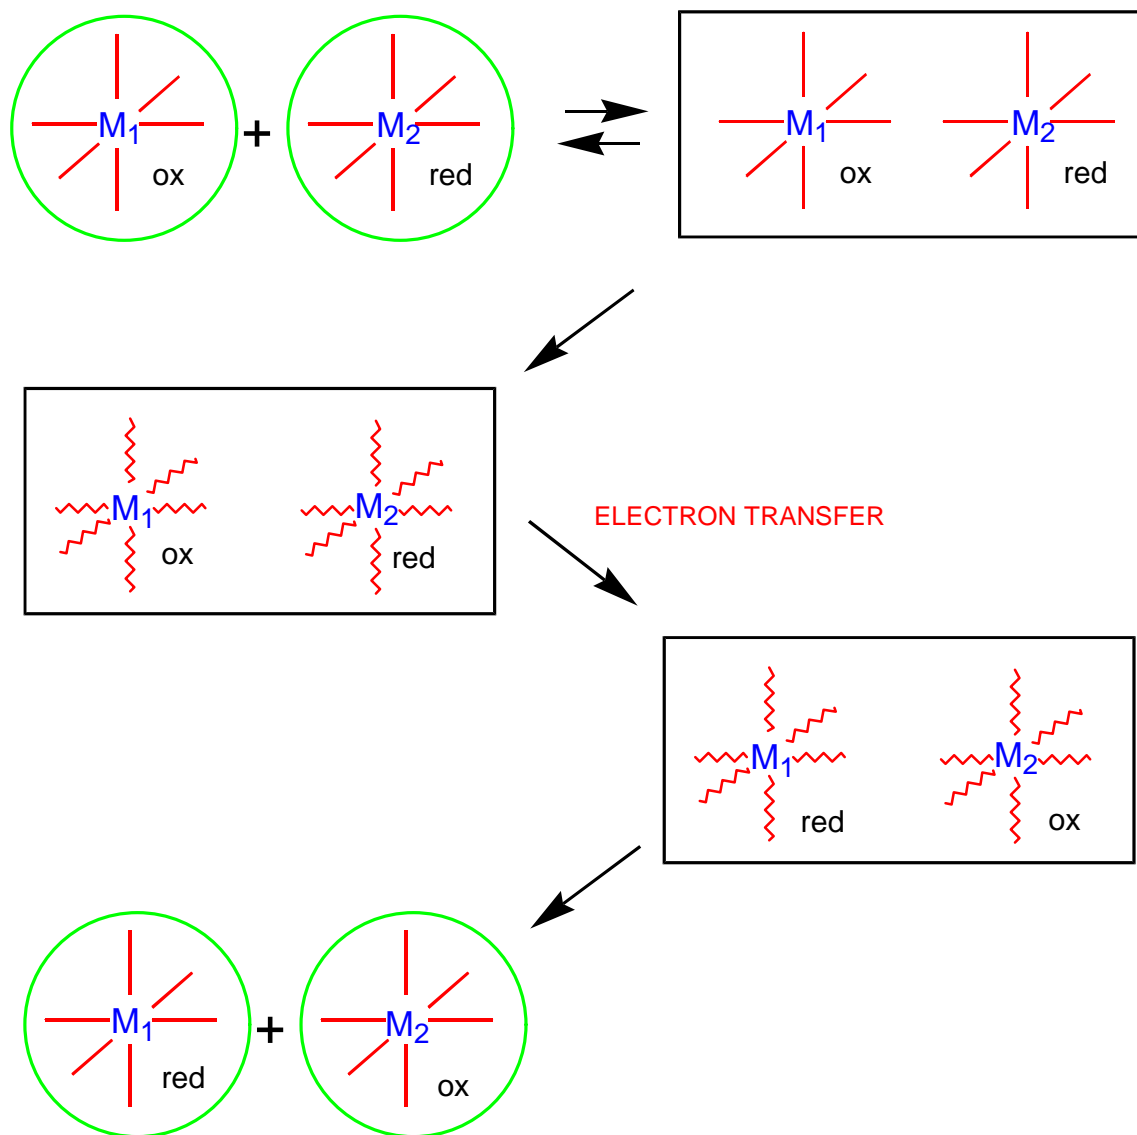 M1 ox + M2 red M1 ox M2 red
M1 ox M2 red
ELECTRON TRANSFER
M1 red M2 ox
M1 red + M2 ox